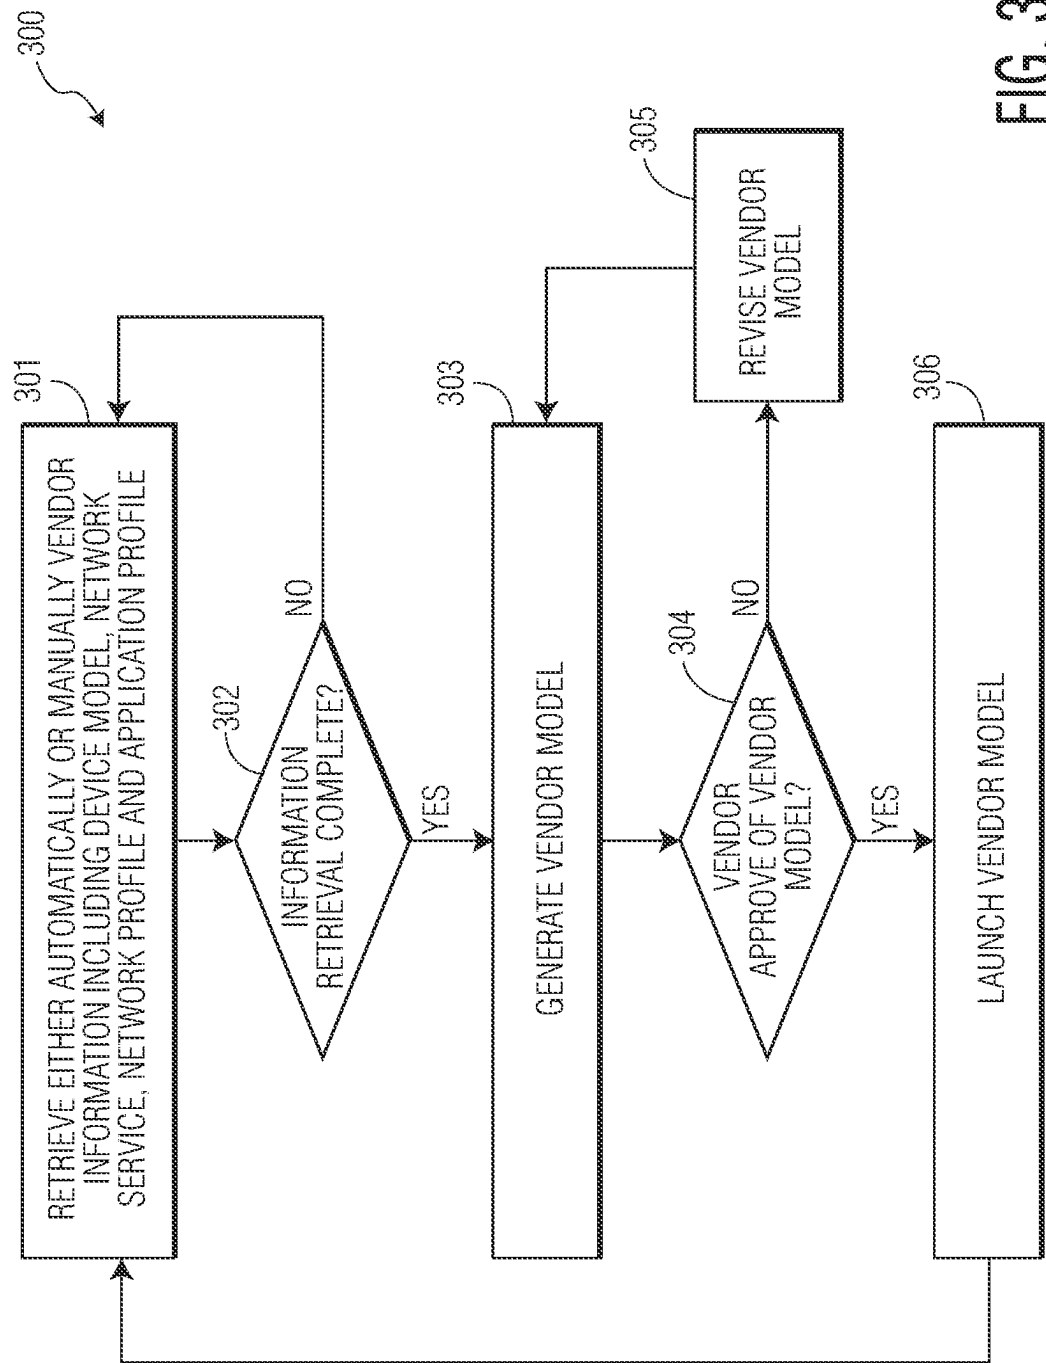 300
301
RETRIEVE EITHER AUTOMATICALLY OR MANUALLY VENDOR
INFORMATION INCLUDING DEVICE MODEL, NETWORK
SERVICE, NETWORK PROFILE AND APPLICATION PROFILE
302
INFORMATION
RETRIEVAL COMPLETE?
NO
YES
303
GENERATE VENDOR MODEL
304
VENDOR
APPROVE OF VENDOR
MODEL?
NO
305
REVISE VENDOR
MODEL
YES
306
LAUNCH VENDOR MODEL
FIG. 3